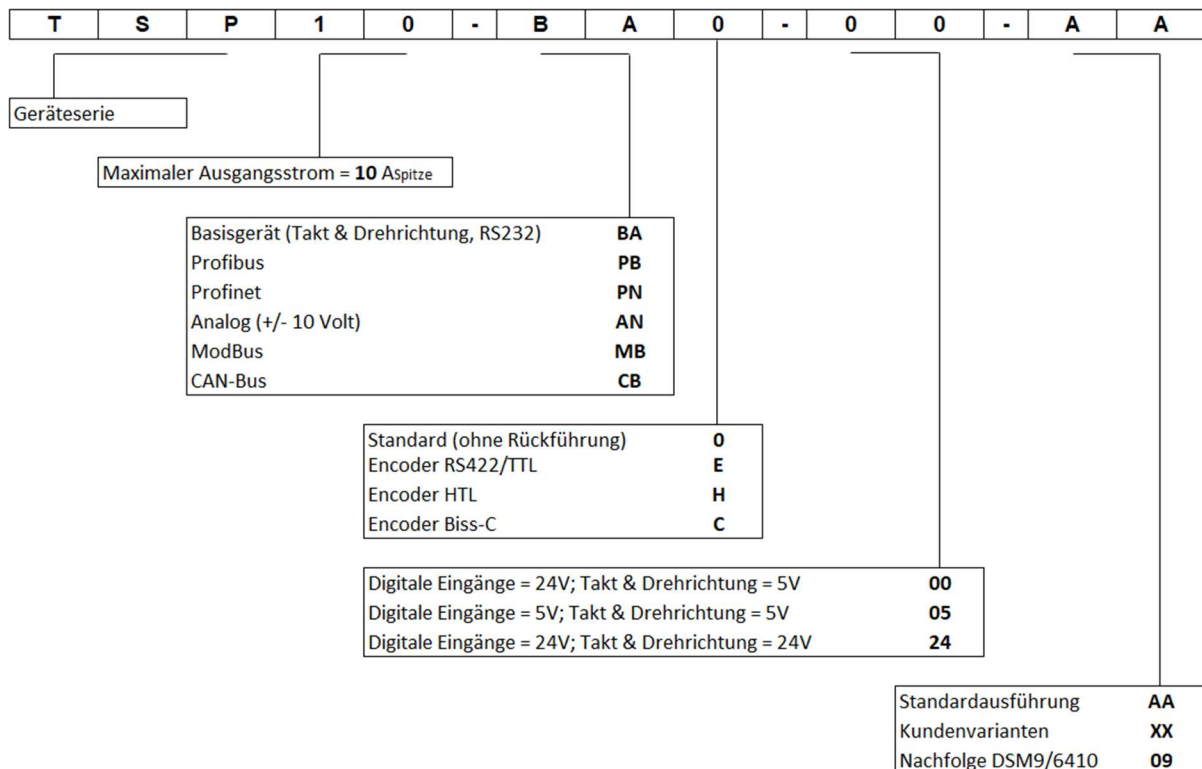 T S P 1 0 - B A 0 - 0 0 - A A
Geräteserie
Maximaler Ausgangsstrom = 10 ASpitze
Basisgerät (Takt & Drehrichtung, RS232) BA
Profibus PB
Profinet PN
Analog (+/- 10 Volt) AN
ModBus MB
CAN-Bus CB
Standard (ohne Rückführung) 0
Encoder RS422/TTL E
Encoder HTL H
Encoder Biss-C C
Digitale Eingänge = 24V; Takt & Drehrichtung = 5V 00
Digitale Eingänge = 5V; Takt & Drehrichtung = 5V 05
Digitale Eingänge = 24V; Takt & Drehrichtung = 24V 24
Standardausführung AA
Kundenvarianten XX
Nachfolge DSM9/6410 09